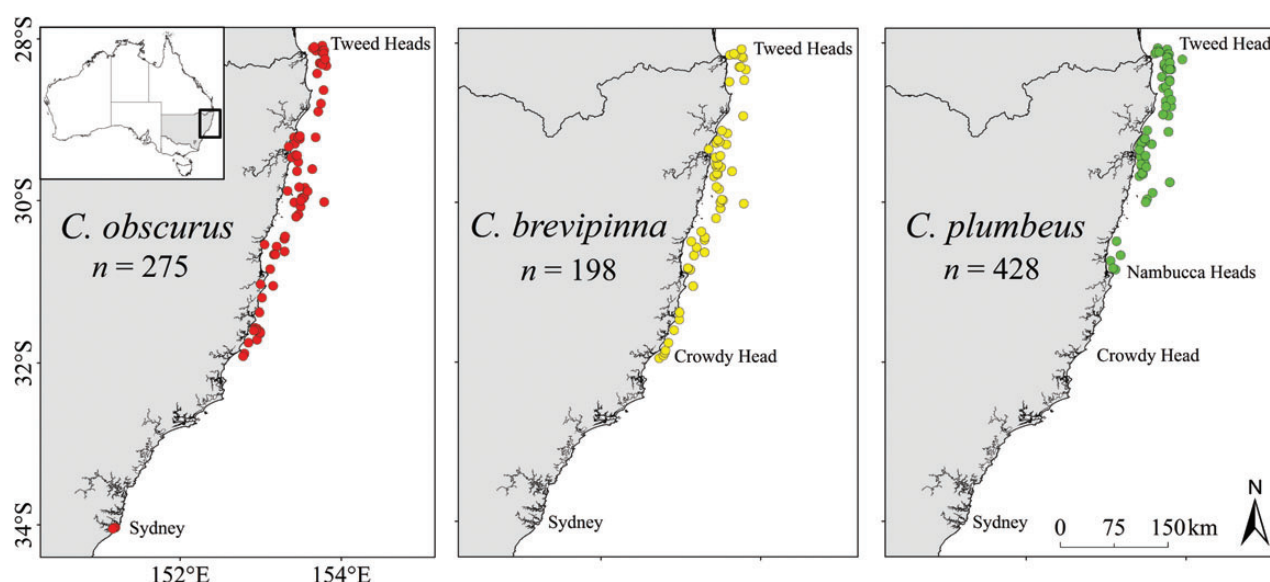 28°S
30°S
32°S
34°S
Tweed Heads
C. obscurus
n = 275
Sydney
152°E
154°E
Tweed Heads
C. brevipinna
n = 198
Crowdy Head
Sydney
Tweed Head
C. plumbeus
n = 428
Nambucca Heads
Crowdy Head
Sydney
0 75 150 km
N